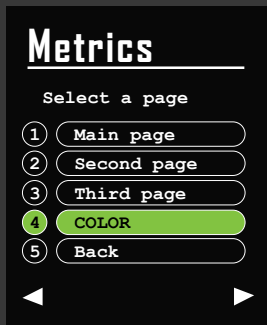 Metrics
Select a page
1 Main page
2 Second page
3 Third page
4 COLOR
5 Back